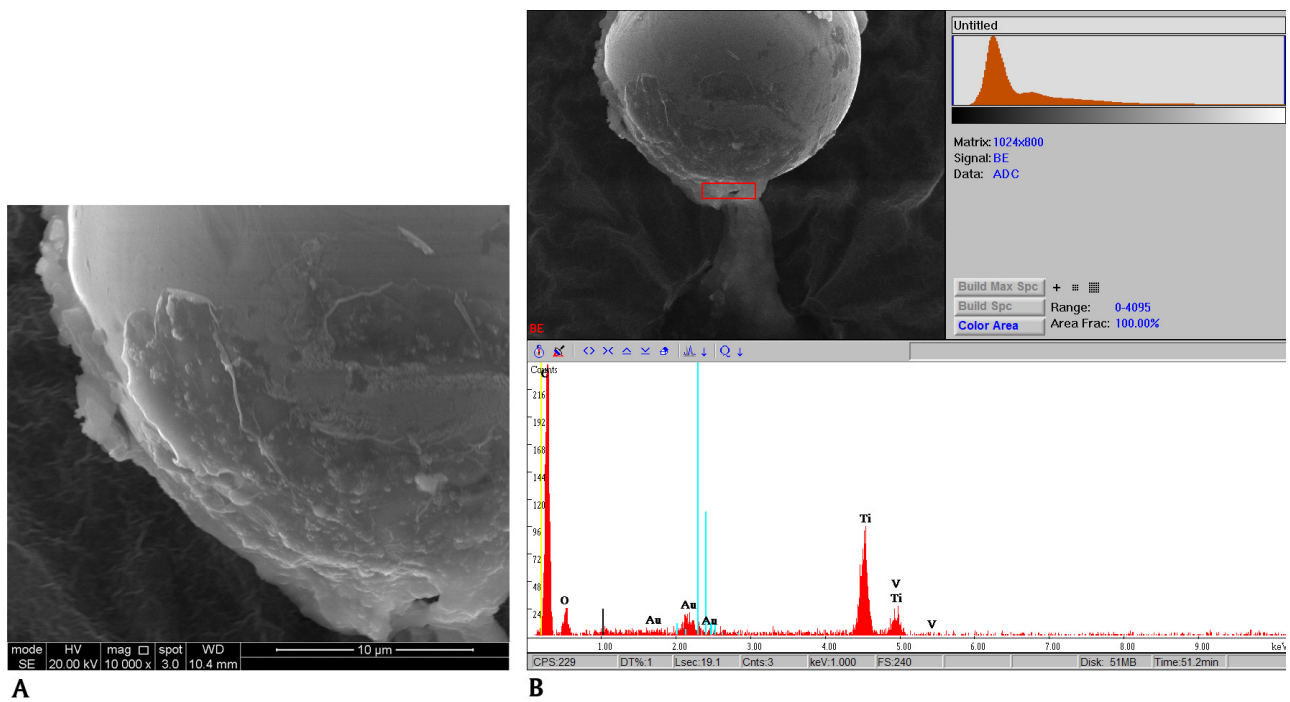 Untitled
Matrix: 1024x800
Signal: BE
Data: ADC
Build Max Spc
Build Spc
Range: 0-4095
Color Area
Area Frac: 100.00%
BE
Counts
C
216
192
168
144
120
96
72
48
24
O
Au
Au
Au
Ti
V
Ti
V
1.00 2.00 3.00 4.00 5.00 6.00 7.00 8.00 9.00 keV
CPS:229 DT%:1 Lsec:19.1 Cnts:3 keV:1.000 FS:240 Disk: 51MB Time:51.2min
mode HV mag spot WD
SE 20.00 kV 10 000 x 3.0 10.4 mm
10 µm
A
B